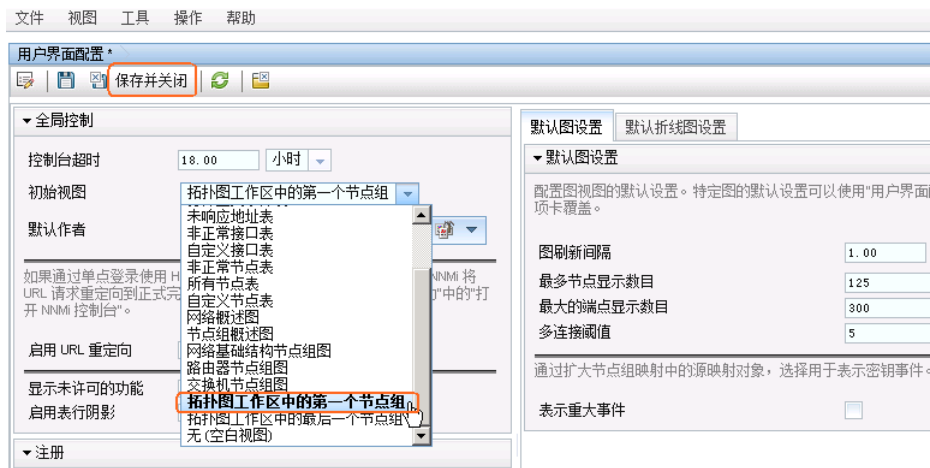 文件 视图 工具 操作 帮助
用户界面配置 *
保存并关闭
全局控制
控制台超时 18.00 小时
初始视图 拓扑图工作区中的第一个节点组
未响应地址表
默认作者
非正常接口表
自定义接口表
非正常节点表
所有节点表
自定义节点表
网络概述图
节点组概述图
网络基础结构节点组图
路由器节点组图
交换机节点组图
拓扑图工作区中的第一个节点组
拓扑图工作区中的最后一个节点组
无 (空白视图)
如果通过单点登录使用 H NNMi 将
URL 请求重定向到正式完 "中的"打
开 NNMi 控制台"。
启用 URL 重定向
显示未许可的功能
启用表行阴影
注册
默认图设置 默认折线图设置
默认图设置
配置图视图的默认设置。特定图的默认设置可以使用"用户界面
项卡覆盖。
图刷新间隔 1.00
最多节点显示数目 125
最大的端点显示数目 300
多连接阈值 5
通过扩大节点组映射中的源映射对象，选择用于表示密钥事件
表示重大事件